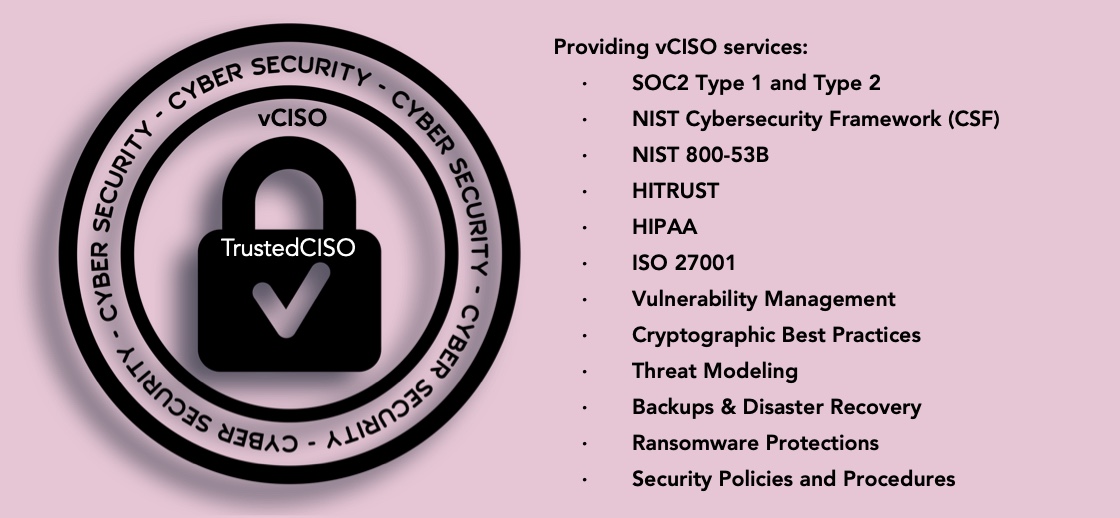 CYBER SECURITY - CYBER SECURITY - CYBER SECURITY - CYBER SECURITY - CYBER SECURITY -
vCISO
TrustedCISO
Providing vCISO services:
· SOC2 Type 1 and Type 2
· NIST Cybersecurity Framework (CSF)
· NIST 800-53B
· HITRUST
· HIPAA
· ISO 27001
· Vulnerability Management
· Cryptographic Best Practices
· Threat Modeling
· Backups & Disaster Recovery
· Ransomware Protections
· Security Policies and Procedures